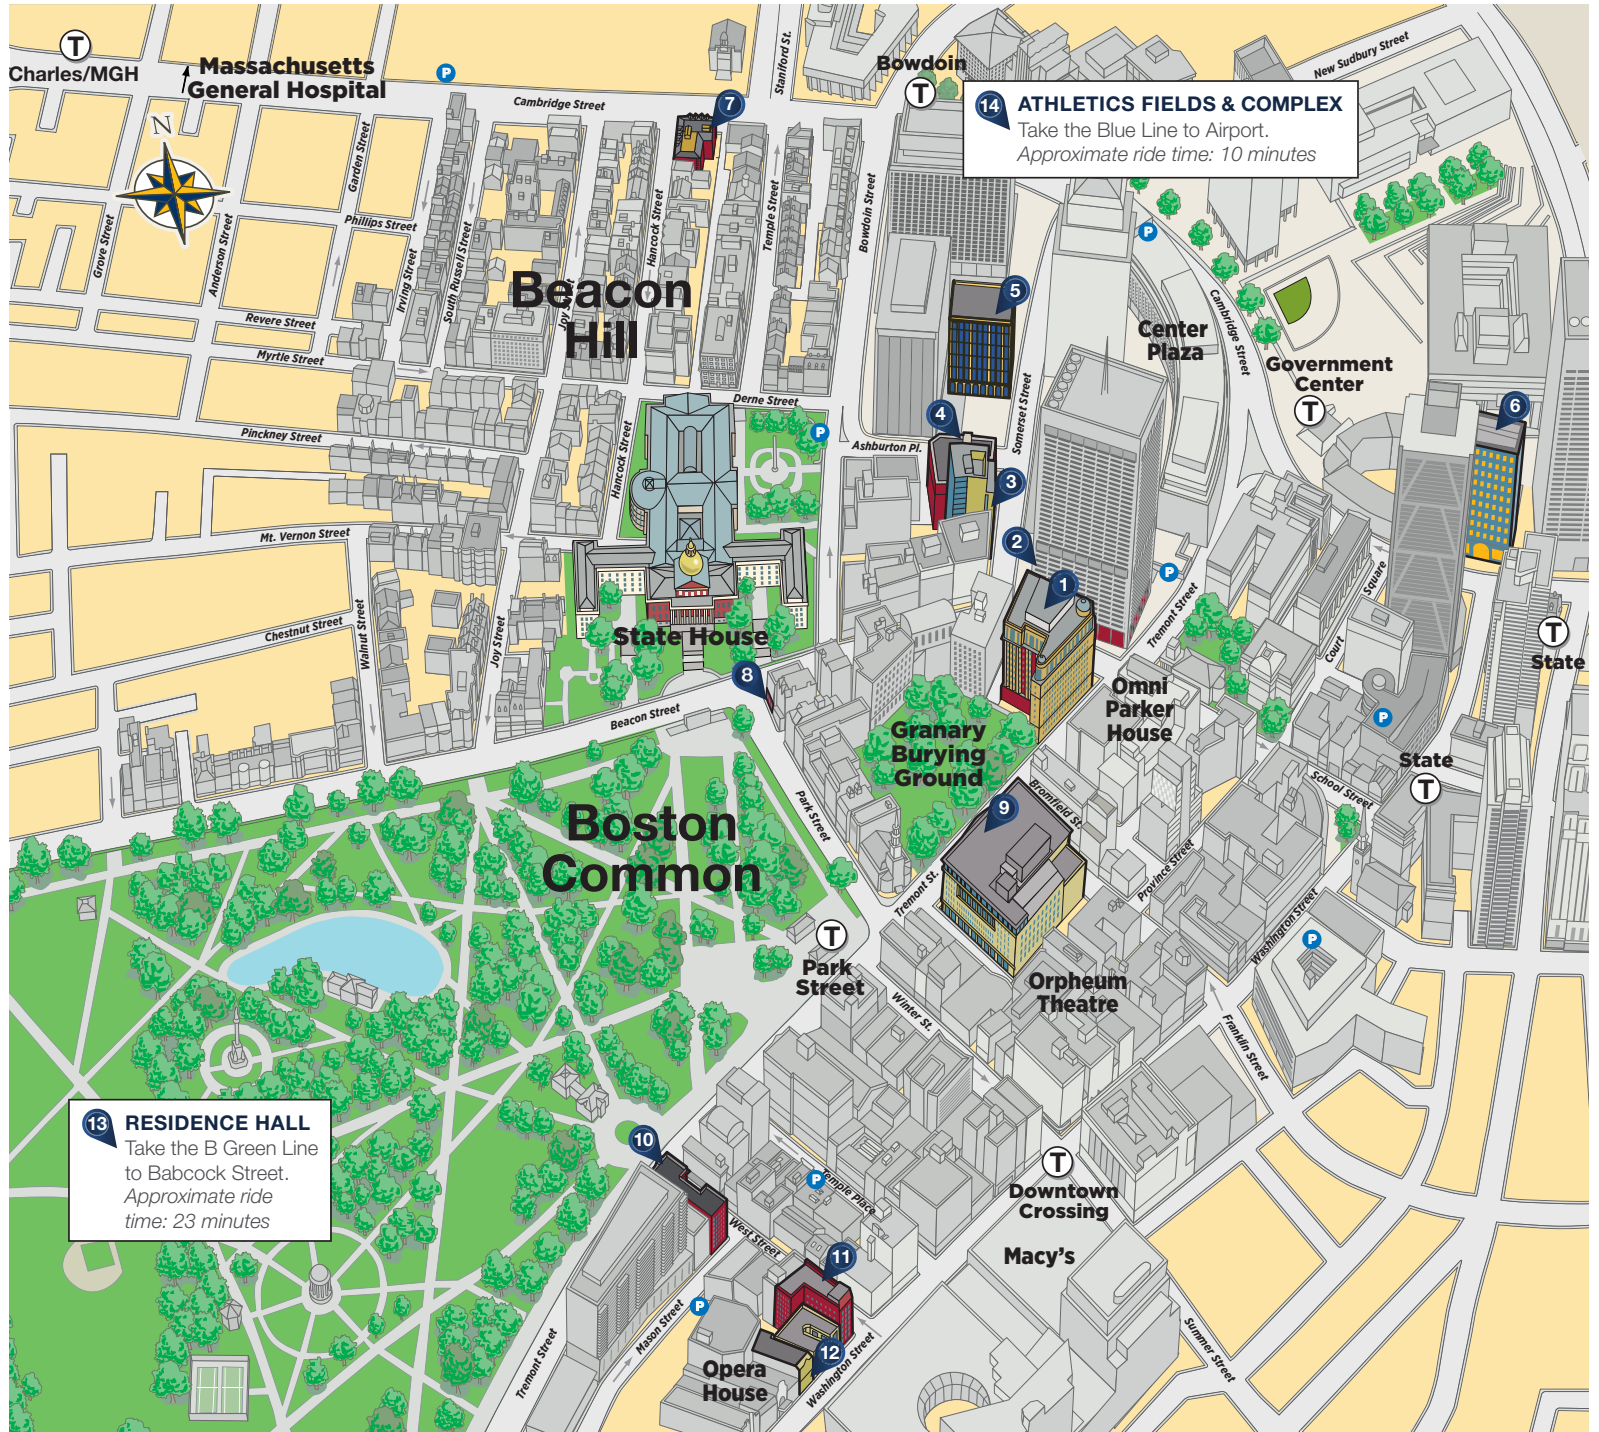 T
Charles/MGH
Massachusetts
General Hospital
P
N
Cambridge Street
7
Staniford St.
Bowdoin
T
New Sudbury Street
14
ATHLETICS FIELDS & COMPLEX
Take the Blue Line to Airport.
Approximate ride time: 10 minutes
Grove Street
Anderson Street
Garden Street
Phillips Street
Irving Street
South Russell Street
Joy Street
Hancock Street
Temple Street
Bowdoin Street
P
Revere Street
Myrtle Street
Beacon
Hill
5
Center
Plaza
Cambridge Street
Government
Center
T
Somerset Street
Derne Street
P
4
Ashburton Pl.
6
Pinckney Street
Hancock Street
3
Mt. Vernon Street
2
P
1
Tremont Street
Court
Square
Walnut Street
Chestnut Street
Joy Street
State House
T
State
8
Omni
Parker
House
P
Beacon Street
Granary
Burying
Ground
State
T
School Street
Bromfield St.
9
Boston
Common
Park Street
Tremont St.
Province Street
Washington Street
P
T
Park
Street
Orpheum
Theatre
Winter St.
Franklin Street
13
RESIDENCE HALL
Take the B Green Line
to Babcock Street.
Approximate ride
time: 23 minutes
10
P
Temple Place
T
Downtown
Crossing
West Street
Macy's
11
P
Mason Street
Tremont Street
12
Opera
House
Washington Street
Summer Street